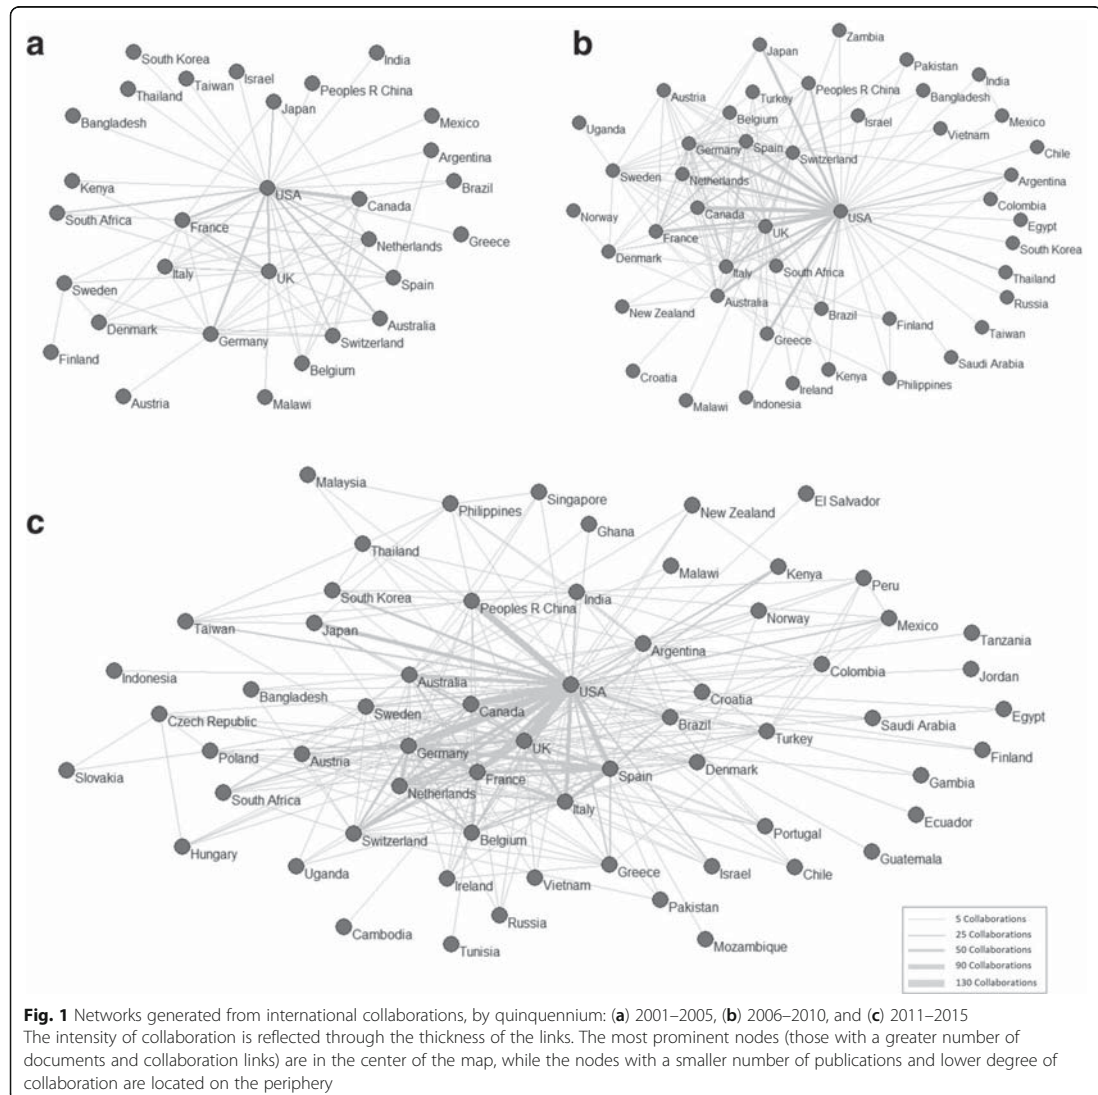 a
South Korea
India
Taiwan
Israel
Peoples R China
Thailand
Japan
Bangladesh
Mexico
Argentina
Kenya
USA
Brazil
Canada
South Africa
France
Netherlands
Greece
Italy
UK
Spain
Sweden
Denmark
Germany
Australia
Switzerland
Finland
Belgium
Austria
Malawi
b
Zambia
Japan
Pakistan
India
Austria
Turkey
Peoples R China
Bangladesh
Belgium
Israel
Mexico
Uganda
Vietnam
Germany
Spain
Switzerland
Chile
Sweden
Netherlands
Argentina
Colombia
Norway
Canada
USA
Egypt
France
UK
South Korea
Denmark
Italy
South Africa
Thailand
Australia
Russia
New Zealand
Brazil
Finland
Taiwan
Greece
Saudi Arabia
Croatia
Kenya
Ireland
Philippines
Malawi
Indonesia
c
Malaysia
Philippines
Singapore
New Zealand
El Salvador
Ghana
Thailand
Malawi
Kenya
Peru
South Korea
Peoples R China
India
Norway
Mexico
Taiwan
Japan
Tanzania
Argentina
Indonesia
Australia
Colombia
Jordan
Bangladesh
USA
Croatia
Czech Republic
Sweden
Canada
Brazil
Saudi Arabia
Egypt
Turkey
Poland
Austria
Germany
UK
Finland
Slovakia
France
Spain
Denmark
Gambia
South Africa
Netherlands
Italy
Ecuador
Switzerland
Belgium
Portugal
Hungary
Guatemala
Uganda
Ireland
Vietnam
Greece
Israel
Chile
Russia
Pakistan
Cambodia
Tunisia
Mozambique
5 Collaborations
25 Collaborations
50 Collaborations
90 Collaborations
130 Collaborations
Fig. 1 Networks generated from international collaborations, by quinquennium: (a) 2001–2005, (b) 2006–2010, and (c) 2011–2015
The intensity of collaboration is reflected through the thickness of the links. The most prominent nodes (those with a greater number of
documents and collaboration links) are in the center of the map, while the nodes with a smaller number of publications and lower degree of
collaboration are located on the periphery